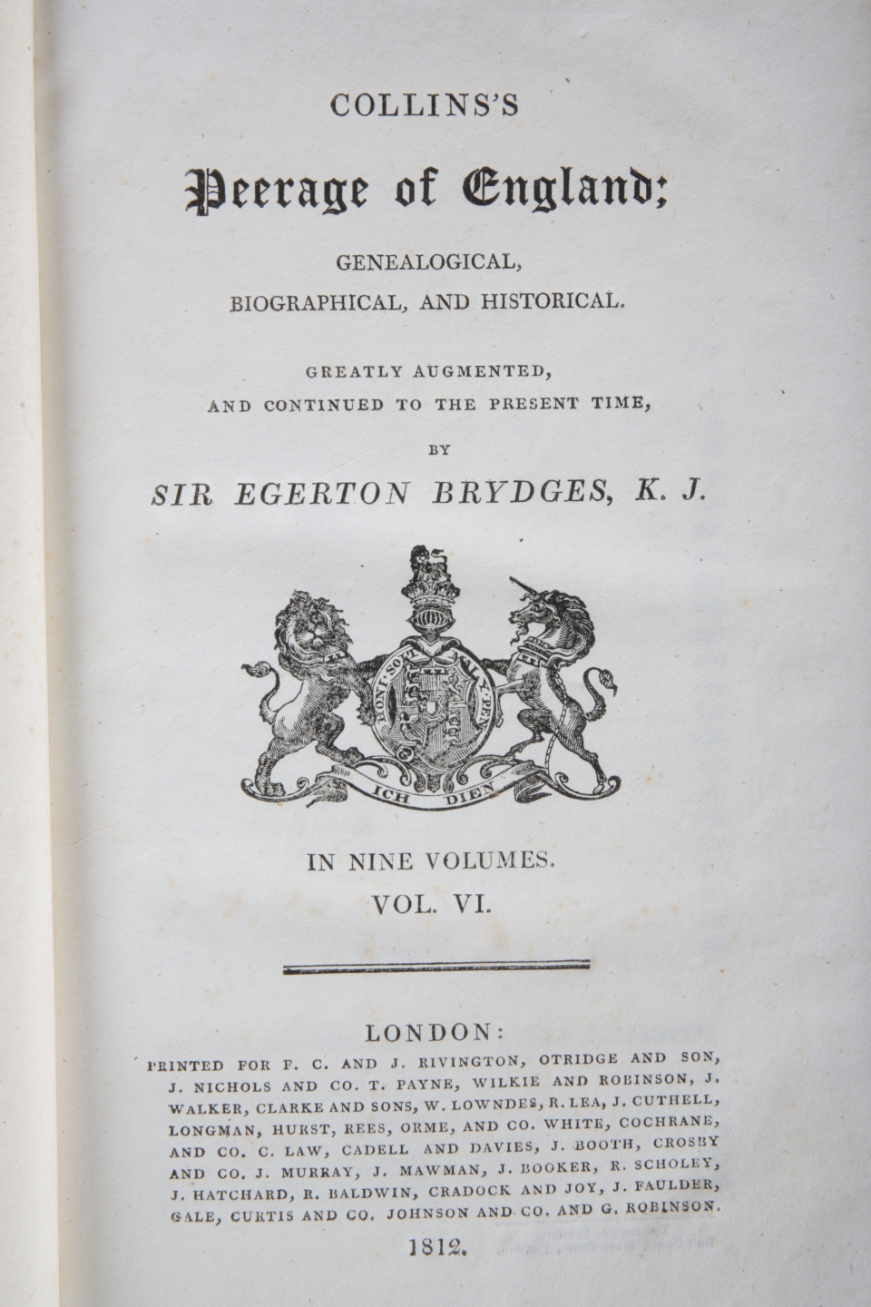 COLLINS'S
Peerage of England;
GENEALOGICAL,
BIOGRAPHICAL, AND HISTORICAL.
GREATLY AUGMENTED,
AND CONTINUED TO THE PRESENT TIME,
BY
SIR EGERTON BRYDGES, K. J.
HONI·SOIT MAL Y·PEN
ICH DIEN
IN NINE VOLUMES.
VOL. VI.
LONDON:
PRINTED FOR F. C. AND J. RIVINGTON, OTRIDGE AND SON,
J. NICHOLS AND CO. T. PAYNE, WILKIE AND ROBINSON, J.
WALKER, CLARKE AND SONS, W. LOWNDES, R. LEA, J. CUTHELL,
LONGMAN, HURST, REES, ORME, AND CO. WHITE, COCHRANE,
AND CO. C. LAW, CADELL AND DAVIES, J. BOOTH, CROSBY
AND CO. J. MURRAY, J. MAWMAN, J. BOOKER, R. SCHOLEY,
J. HATCHARD, R. BALDWIN, CRADOCK AND JOY, J. FAULDER,
GALE, CURTIS AND CO. JOHNSON AND CO. AND G. ROBINSON.
1812.